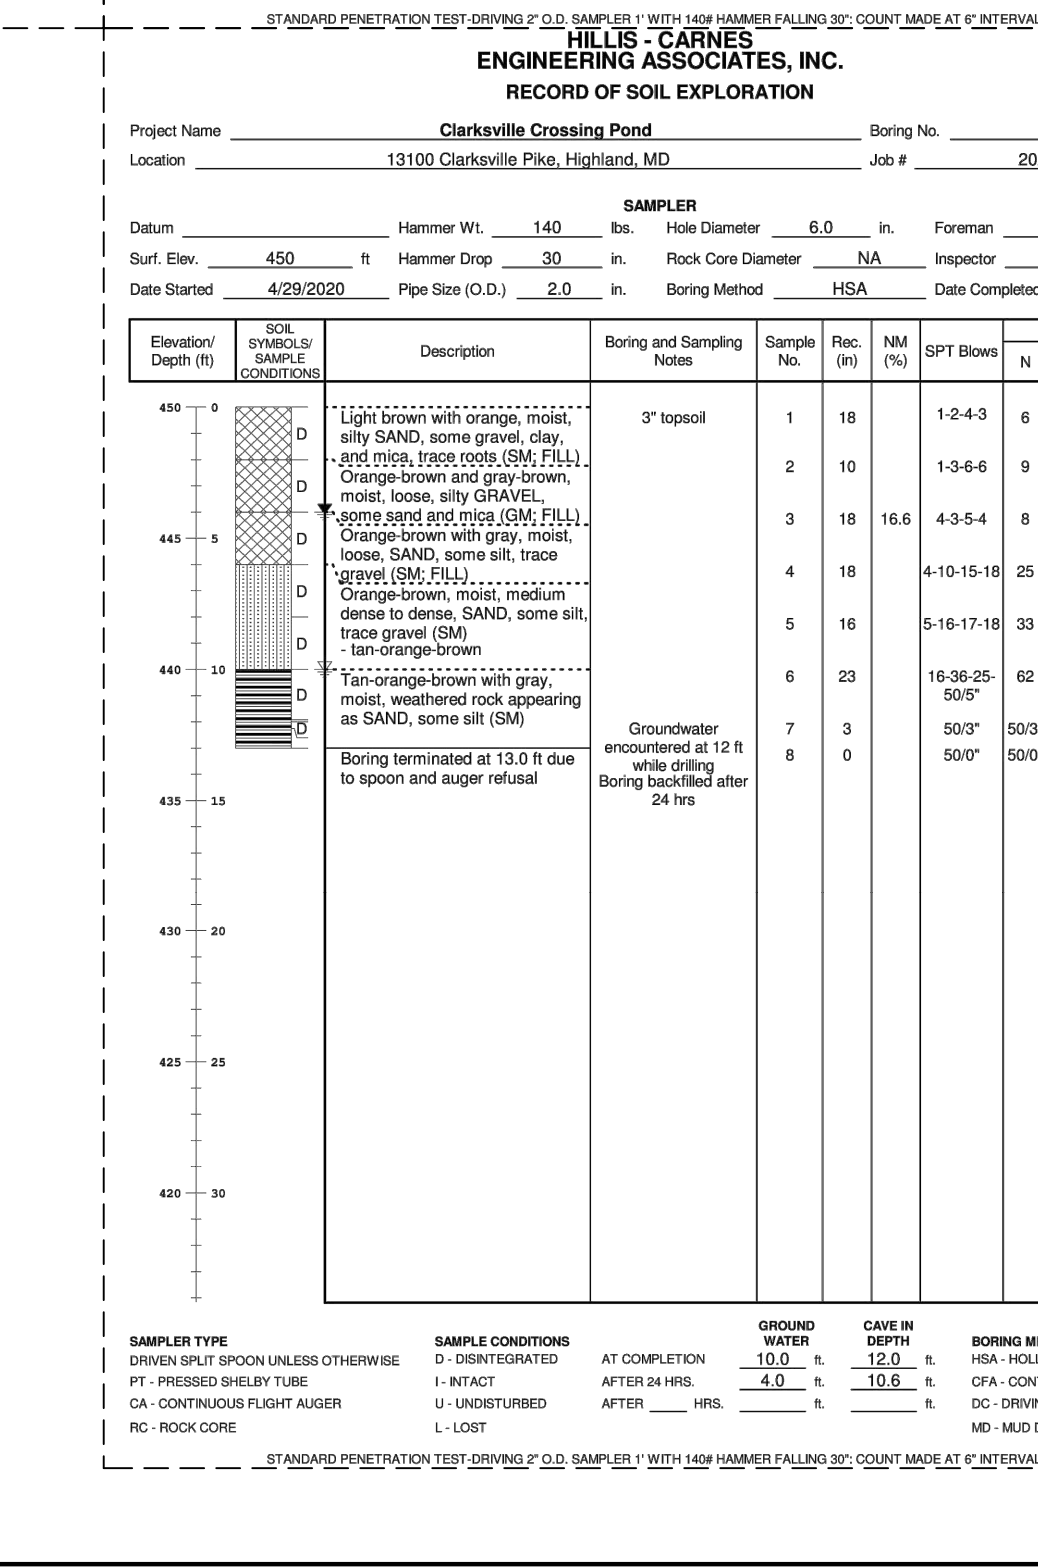 STANDARD PENETRATION TEST-DRIVING 2" O.D. SAMPLER 1' WITH 140# HAMMER FALLING 30": COUNT MADE AT 6" INTERVAL
HILLIS - CARNES
ENGINEERING ASSOCIATES, INC.
RECORD OF SOIL EXPLORATION
Project Name Clarksville Crossing Pond Boring No.
Location 13100 Clarksville Pike, Highland, MD Job # 20
SAMPLER
Datum Hammer Wt. 140 lbs. Hole Diameter 6.0 in. Foreman
Surf. Elev. 450 ft Hammer Drop 30 in. Rock Core Diameter NA Inspector
Date Started 4/29/2020 Pipe Size (O.D.) 2.0 in. Boring Method HSA Date Completed
Elevation/
Depth (ft)
SOIL
SYMBOLS/
SAMPLE
CONDITIONS
Description
Boring and Sampling
Notes
Sample
No.
Rec.
(in)
NM
(%)
SPT Blows
N
450 0
445 5
440 10
435 15
430 20
425 25
420 30
D
D
D
D
D
D
D
Light brown with orange, moist,
silty SAND, some gravel, clay,
and mica, trace roots (SM; FILL)
Orange-brown and gray-brown,
moist, loose, silty GRAVEL,
some sand and mica (GM; FILL)
Orange-brown with gray, moist,
loose, SAND, some silt, trace
gravel (SM; FILL)
Orange-brown, moist, medium
dense to dense, SAND, some silt,
trace gravel (SM)
- tan-orange-brown
Tan-orange-brown with gray,
moist, weathered rock appearing
as SAND, some silt (SM)
Boring terminated at 13.0 ft due
to spoon and auger refusal
3" topsoil
Groundwater
encountered at 12 ft
while drilling
Boring backfilled after
24 hrs
1 18 1-2-4-3 6
2 10 1-3-6-6 9
3 18 16.6 4-3-5-4 8
4 18 4-10-15-18 25
5 16 5-16-17-18 33
6 23 16-36-25- 62
50/5"
7 3 50/3" 50/3
8 0 50/0" 50/0
SAMPLER TYPE
DRIVEN SPLIT SPOON UNLESS OTHERWISE
PT - PRESSED SHELBY TUBE
CA - CONTINUOUS FLIGHT AUGER
RC - ROCK CORE
SAMPLE CONDITIONS
D - DISINTEGRATED
I - INTACT
U - UNDISTURBED
L - LOST
GROUND
WATER
CAVE IN
DEPTH
AT COMPLETION 10.0 ft. 12.0 ft.
AFTER 24 HRS. 4.0 ft. 10.6 ft.
AFTER HRS. ft. ft.
BORING M
HSA - HOLL
CFA - CON
DC - DRIVI
MD - MUD
STANDARD PENETRATION TEST-DRIVING 2" O.D. SAMPLER 1' WITH 140# HAMMER FALLING 30": COUNT MADE AT 6" INTERVAL